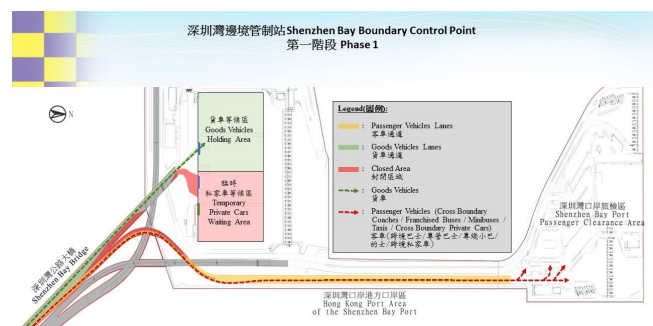 深圳灣邊境管制站Shenzhen Bay Boundary Control Point
第一階段 Phase 1
N
貨車等候區
Goods Vehicles
Holding Area
臨時
私家車等候區
Temporary
Private Cars
Waiting Area
Legend(圖例):
: Passenger Vehicles Lanes
客車通道
: Goods Vehicles Lanes
貨車通道
: Closed Area
封閉區域
: Goods Vehicles
貨車
: Passenger Vehicles (Cross Boundary
Coaches / Franchised Buses / Minibuses /
Taxis / Cross Boundary Private Cars)
客車(跨境巴士/專營巴士/專綫小巴/
的士/跨境私家車)
深圳灣口岸旅檢區
Shenzhen Bay Port
Passenger Clearance Area
深圳灣公路大橋
Shenzhen Bay Bridge
深圳灣口岸港方口岸區
Hong Kong Port Area
of the Shenzhen Bay Port